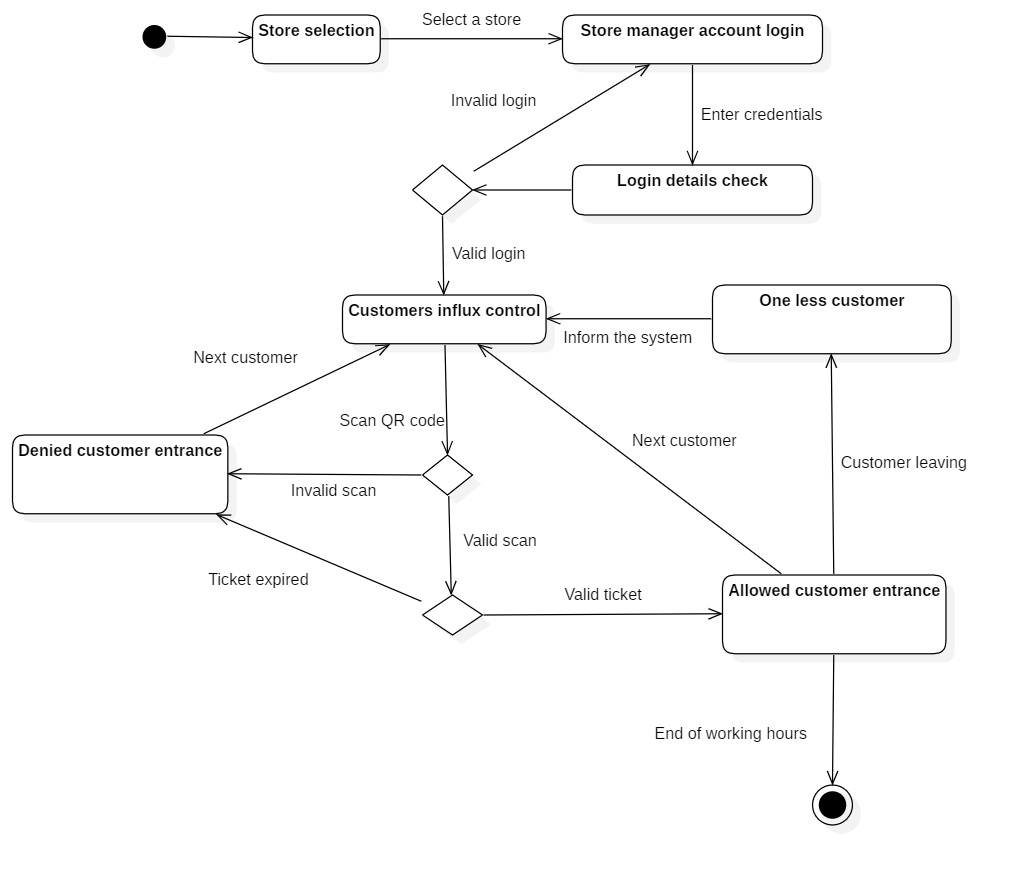 Select a store
Store selection
Store manager account login
Invalid login
Enter credentials
Login details check
Valid login
One less customer
Customers influx control
Inform the system
Next customer
Scan QR code
Next customer
Denied customer entrance
Customer leaving
Invalid scan
Valid scan
Ticket expired
Valid ticket
Allowed customer entrance
End of working hours